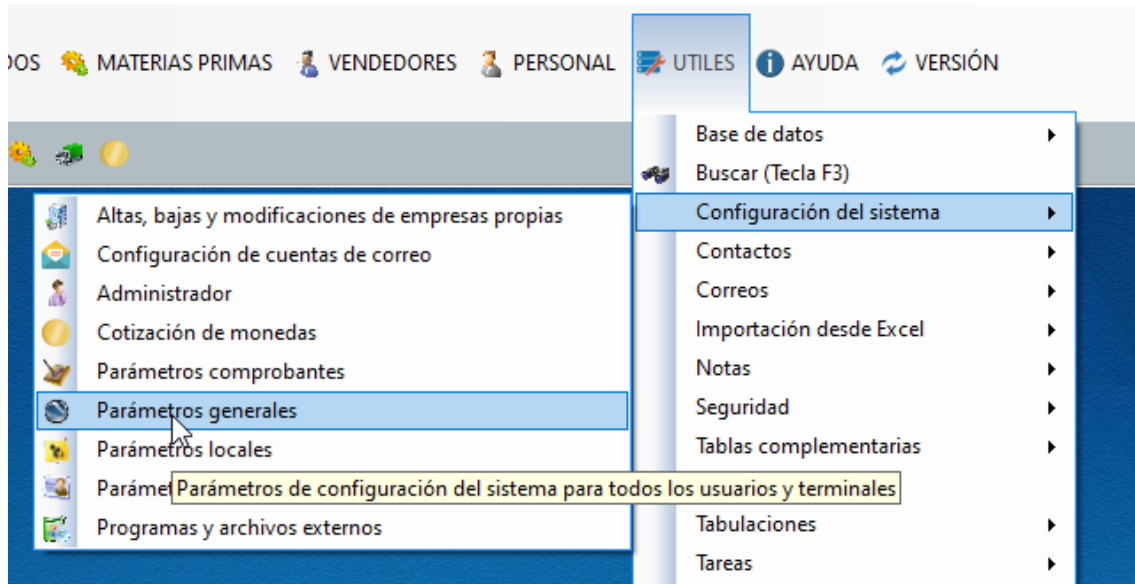 DOS MATERIAS PRIMAS VENDEDORES PERSONAL UTILES AYUDA VERSIÓN
Base de datos
Buscar (Tecla F3)
Configuración del sistema
Contactos
Correos
Importación desde Excel
Notas
Seguridad
Tablas complementarias
Tabulaciones
Tareas
Altas, bajas y modificaciones de empresas propias
Configuración de cuentas de correo
Administrador
Cotización de monedas
Parámetros comprobantes
Parámetros generales
Parámetros locales
Parámet
Parámetros de configuración del sistema para todos los usuarios y terminales
Programas y archivos externos